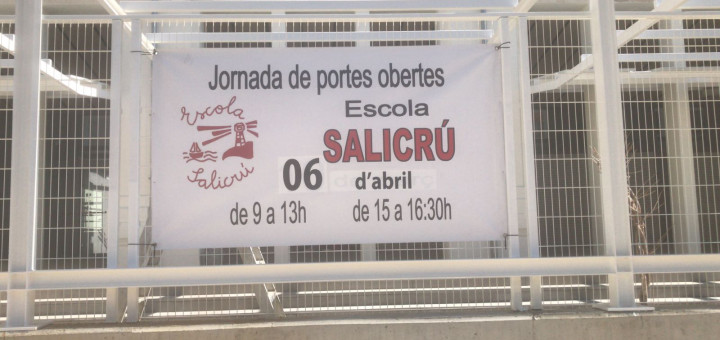 Jornada de portes obertes
Escola
Salicrú
Escola
SALICRÚ
06 d'abril
de 9 a 13h de 15 a 16:30h